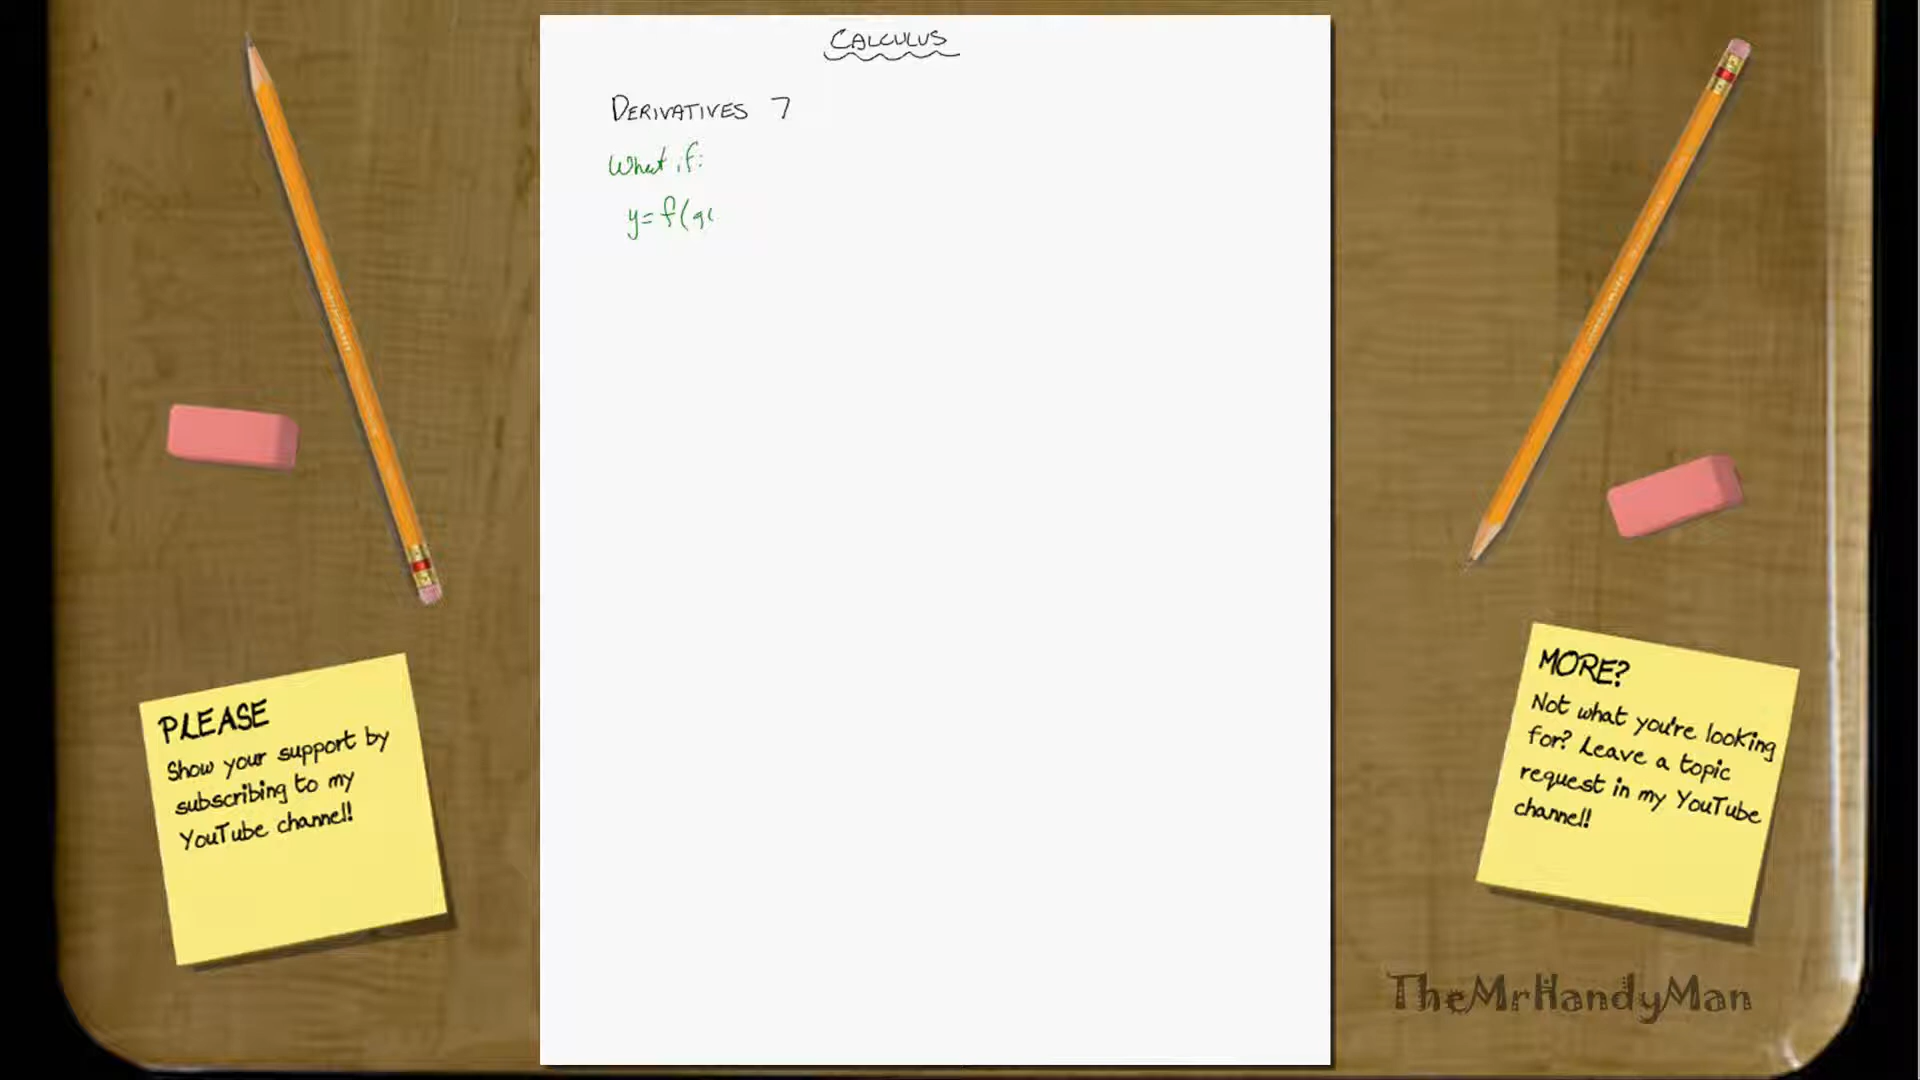 CALCULUS
DERIVATIVES 7
What if:
y=f(g(
PLEASE
Show your support by
subscribing to my
YouTube channel!
MORE?
Not what you're looking
for? Leave a topic
request in my YouTube
channel!
TheMrHandyMan